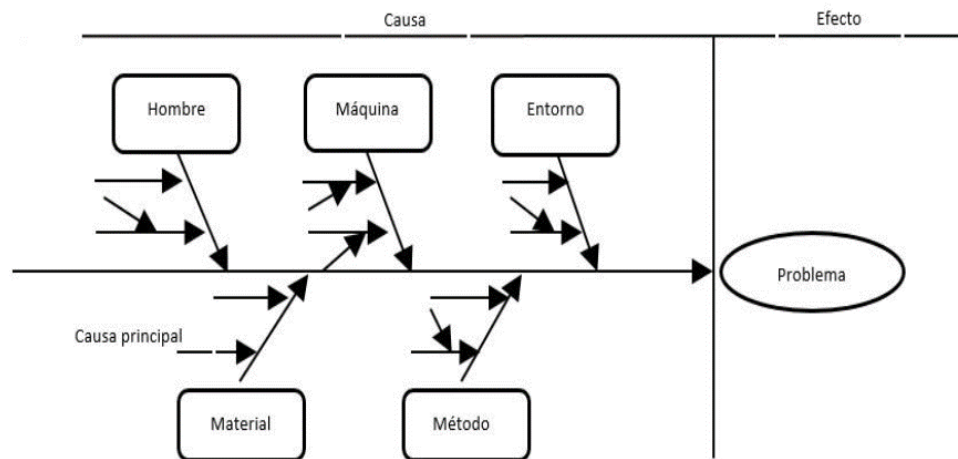 Causa
Efecto
Hombre
Máquina
Entorno
Problema
Causa principal
Material
Método